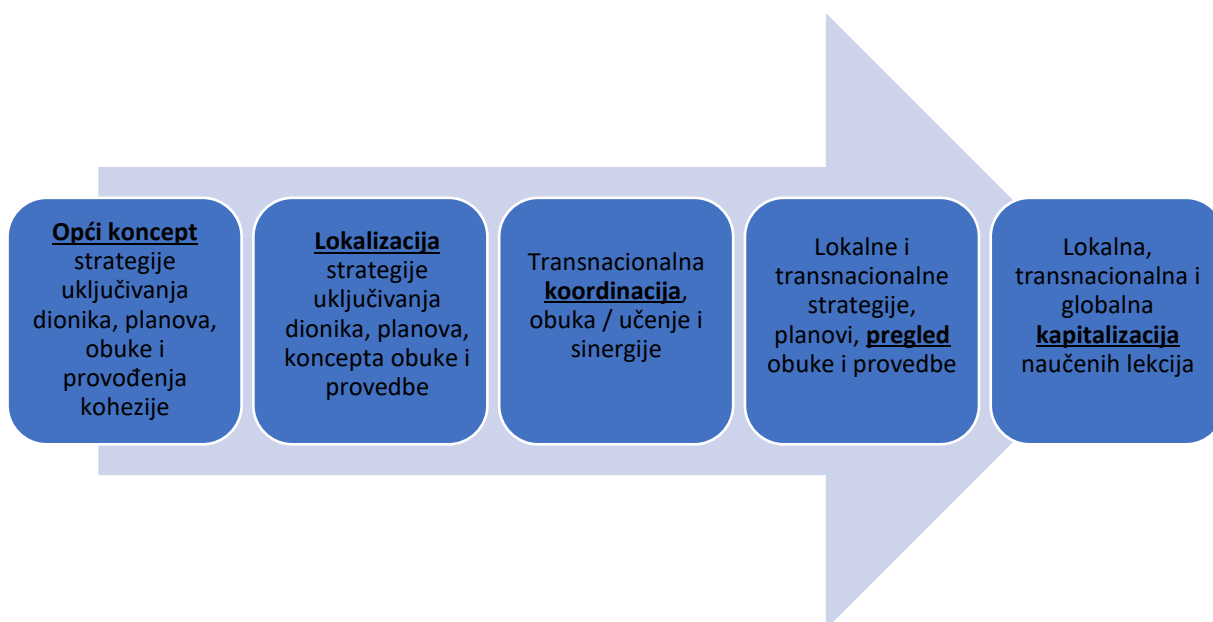 Opći koncept
strategije
uključivanja
dionika, planova,
obuke i
provođenja
kohezije
Lokalizacija
strategije
uključivanja
dionika, planova,
koncepta obuke i
provedbe
Transnacionalna
koordinacija,
obuka / učenje i
sinergije
Lokalne i
transnacionalne
strategije,
planovi, pregled
obuke i provedbe
Lokalna,
transnacionalna i
globalna
kapitalizacija
naučenih lekcija